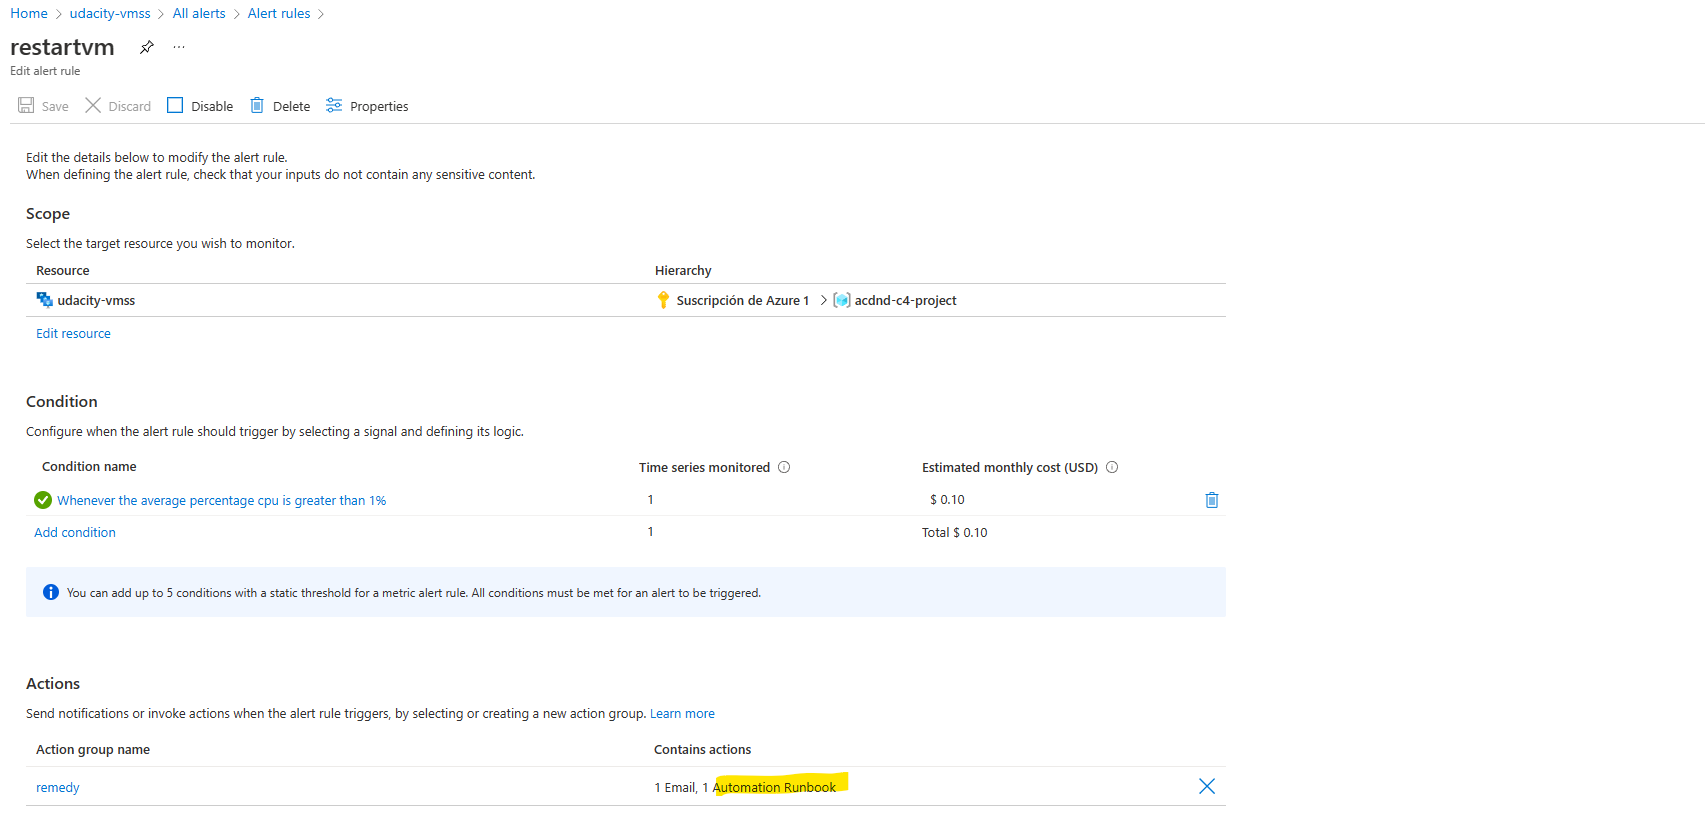 Home > udacity-vmss > All alerts > Alert rules >
restartvm ...
Edit alert rule
Save Discard Disable Delete Properties
Edit the details below to modify the alert rule.
When defining the alert rule, check that your inputs do not contain any sensitive content.
Scope
Select the target resource you wish to monitor.
Resource Hierarchy
udacity-vmss Suscripción de Azure 1 > acdnd-c4-project
Edit resource
Condition
Configure when the alert rule should trigger by selecting a signal and defining its logic.
Condition name Time series monitored Estimated monthly cost (USD)
Whenever the average percentage cpu is greater than 1% 1 $ 0.10
Add condition 1 Total $ 0.10
You can add up to 5 conditions with a static threshold for a metric alert rule. All conditions must be met for an alert to be triggered.
Actions
Send notifications or invoke actions when the alert rule triggers, by selecting or creating a new action group. Learn more
Action group name Contains actions
remedy 1 Email, 1 Automation Runbook